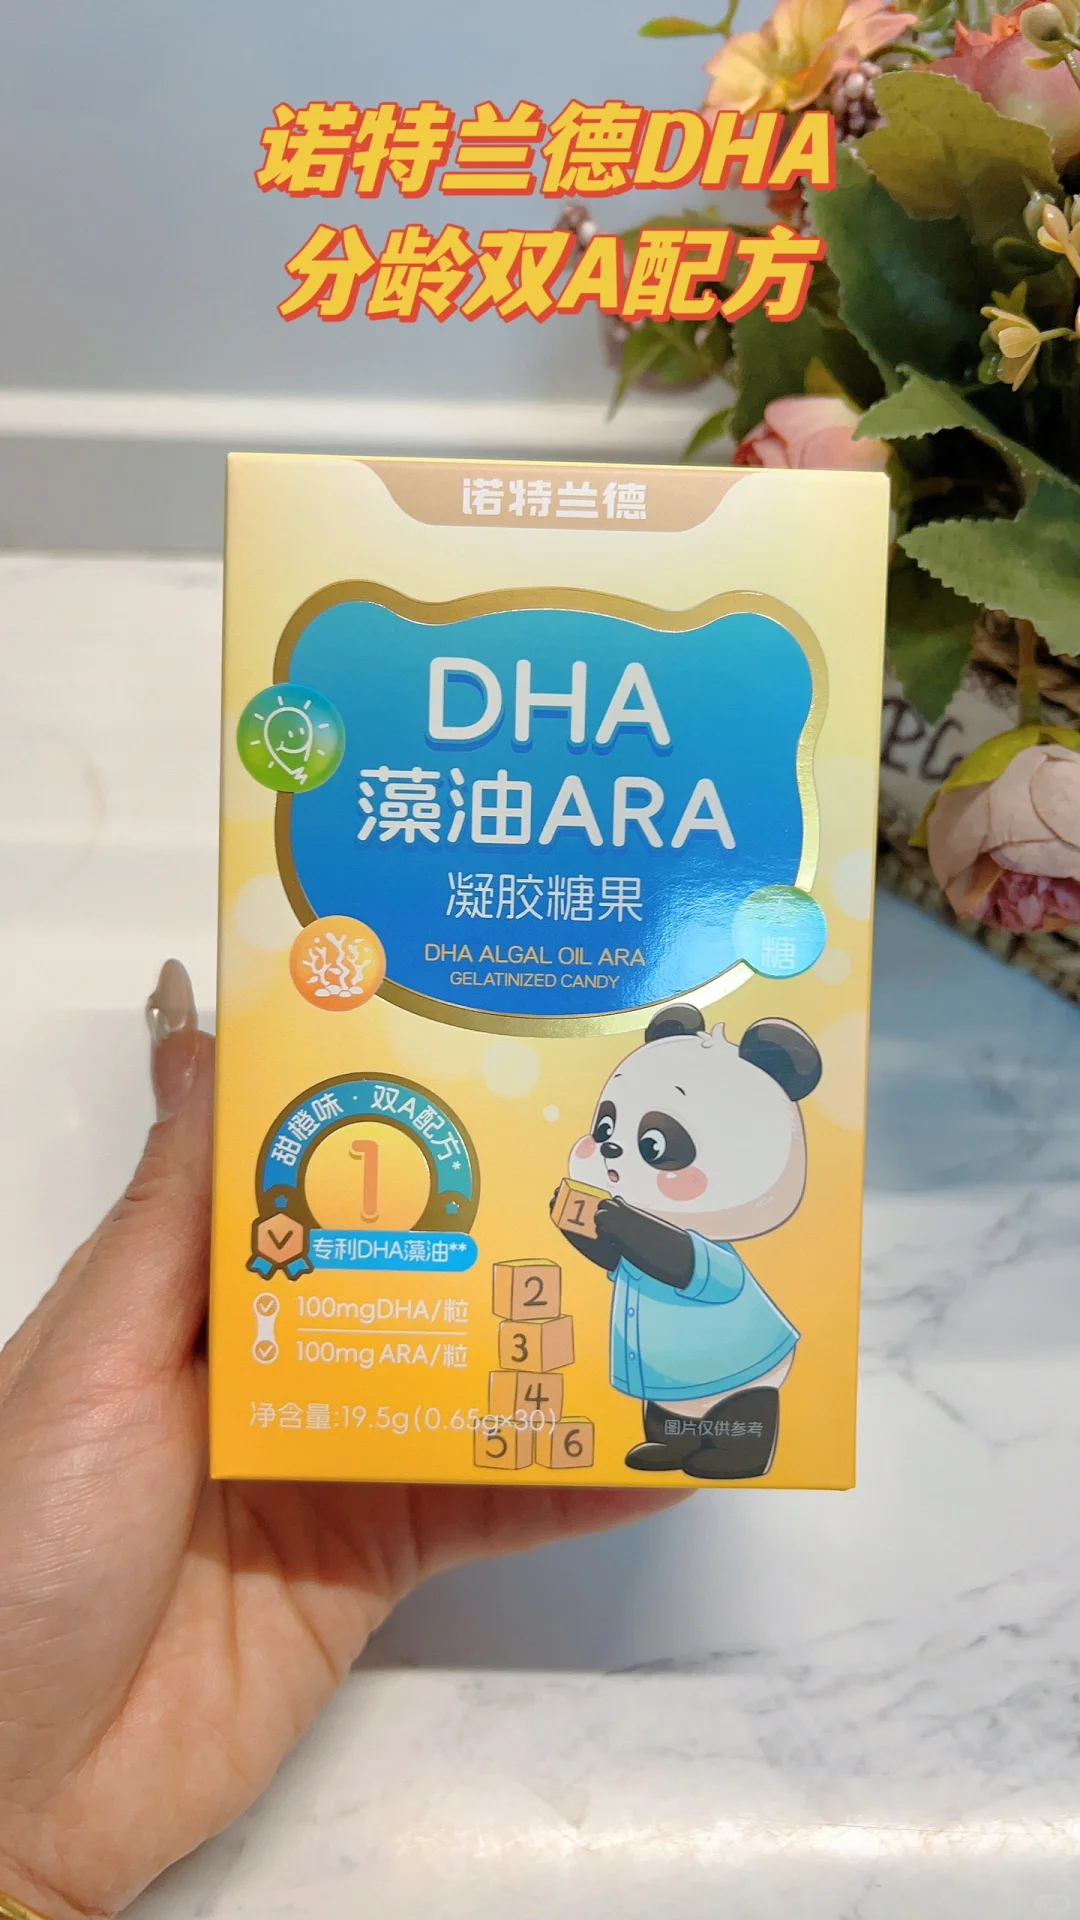 诺特兰德DHA
分龄双A配方
诺特兰德
DHA
藻油ARA
凝胶糖果
DHA ALGAL OIL ARA
GELATINIZED CANDY
糖
甜橙味·双A配方*
1
专利DHA藻油**
100mgDHA/粒
100mg ARA/粒
净含量:19.5g(0.65g×30)
1
2
3
4
5
6
图片仅供参考